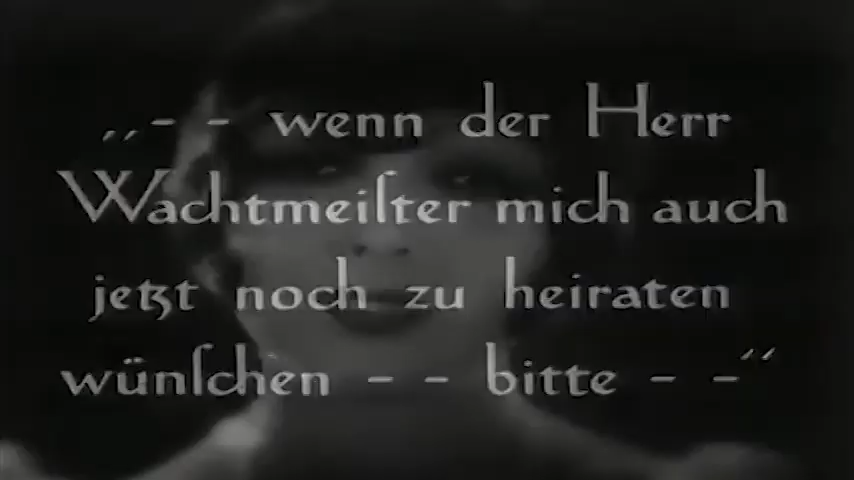 „- - wenn der Herr
Wachtmeiſter mich auch
jetzt noch zu heiraten
wünſchen - - bitte - -“